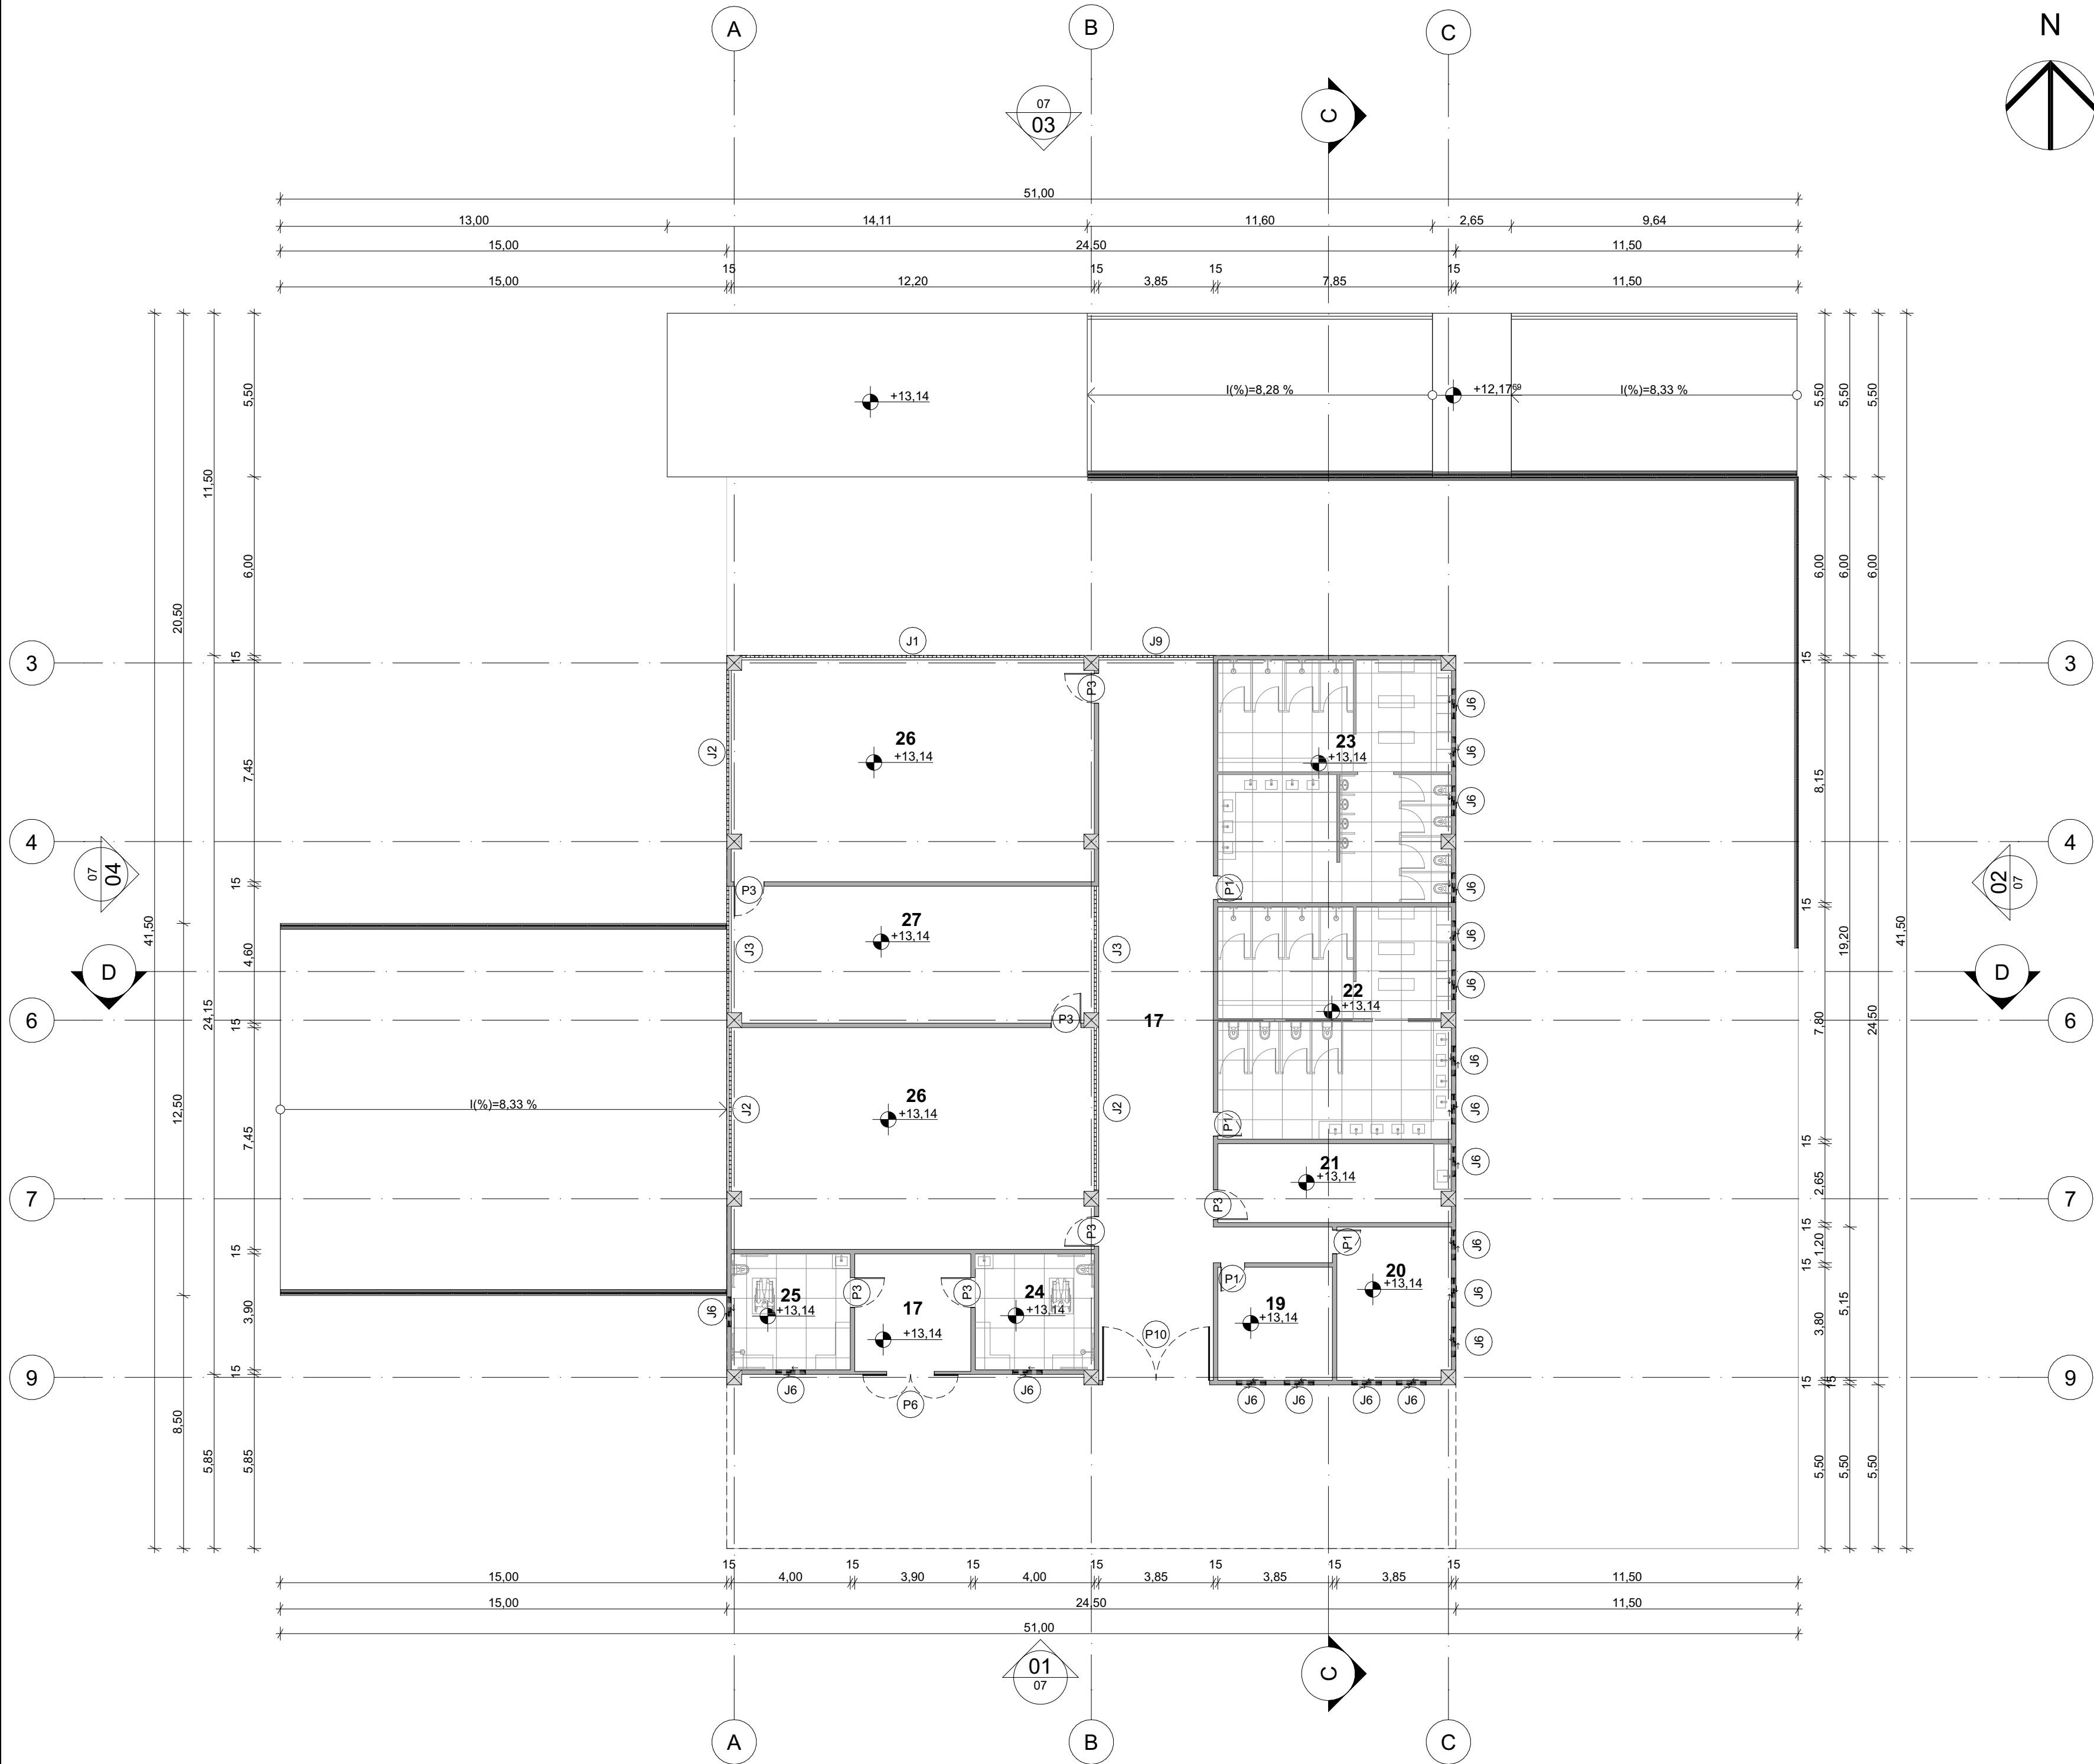 A
B
C
N
07
03
C
51,00
13,00
14,11
11,60
2,65
9,64
15,00
24,50
11,50
15
15
15
15
15,00
12,20
3,85
7,85
11,50
+13,14
I(%)=8,28 %
+12,17⁶⁹
I(%)=8,33 %
5,50
5,50
5,50
5,50
11,50
6,00
6,00
6,00
6,00
20,50
J1
J9
15
15
3
3
P3
J6
26
+13,14
23
+13,14
J2
J6
7,45
8,15
J6
4
4
07
04
02
07
15
P3
P1
J6
15
41,50
27
+13,14
J6
19,20
41,50
J3
J3
4,60
D
D
J6
22
+13,14
24,15
6
15
P3
17
7,80
24,50
6
J6
I(%)=8,33 %
12,50
26
+13,14
J2
J2
J6
7,45
P1
15
21
+13,14
J6
2,65
7
P3
7
P3
15
P1
J6
15
1,20
15
P1
20
+13,14
J6
25
+13,14
P3
17
+13,14
P3
24
+13,14
19
+13,14
J6
3,90
P10
J6
3,80
5,15
9
15
J6
P6
J6
J6
J6
J6
J6
15
15
9
8,50
5,85
5,85
5,50
5,50
5,50
15
15
15
15
15
15
15
15,00
4,00
3,90
4,00
3,85
3,85
3,85
11,50
15,00
24,50
11,50
51,00
01
07
C
A
B
C